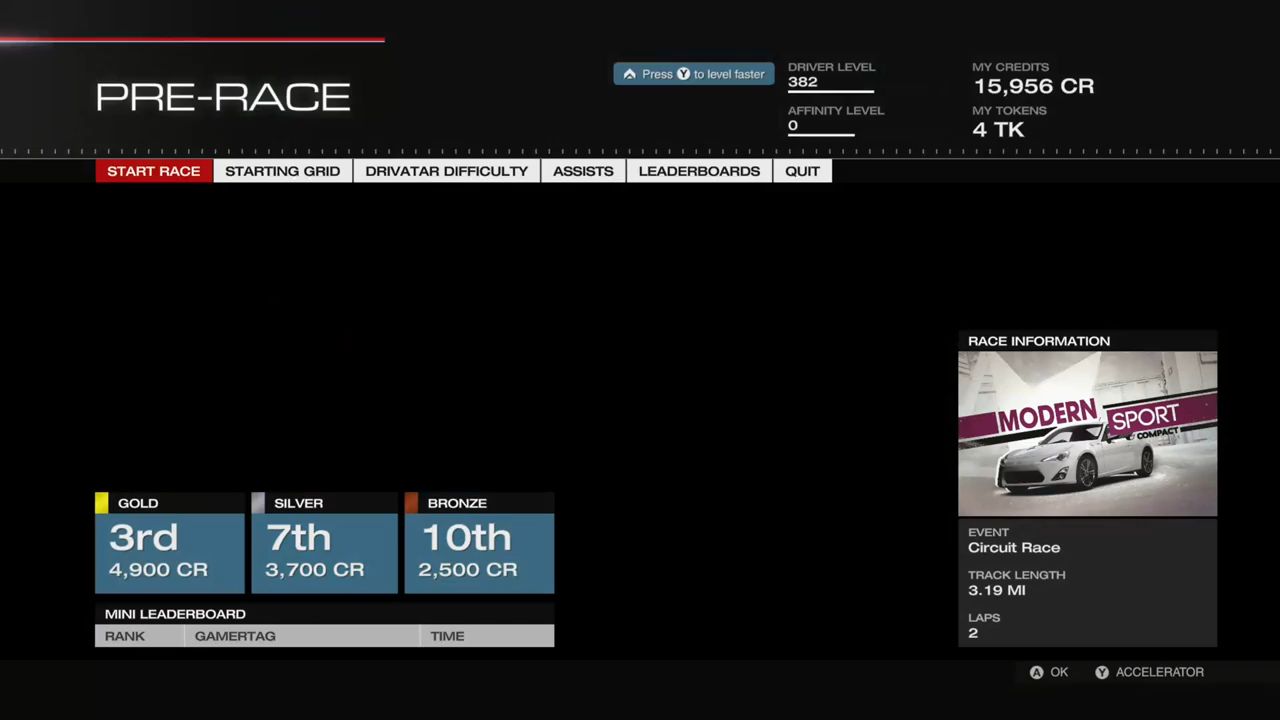 PRE-RACE
Press Y to level faster
DRIVER LEVEL
382
AFFINITY LEVEL
0
MY CREDITS
15,956 CR
MY TOKENS
4 TK
START RACE
STARTING GRID
DRIVATAR DIFFICULTY
ASSISTS
LEADERBOARDS
QUIT
GOLD
3rd
4,900 CR
SILVER
7th
3,700 CR
BRONZE
10th
2,500 CR
MINI LEADERBOARD
RANK
GAMERTAG
TIME
RACE INFORMATION
MODERN SPORT
COMPACT
EVENT
Circuit Race
TRACK LENGTH
3.19 MI
LAPS
2
A OK
Y ACCELERATOR